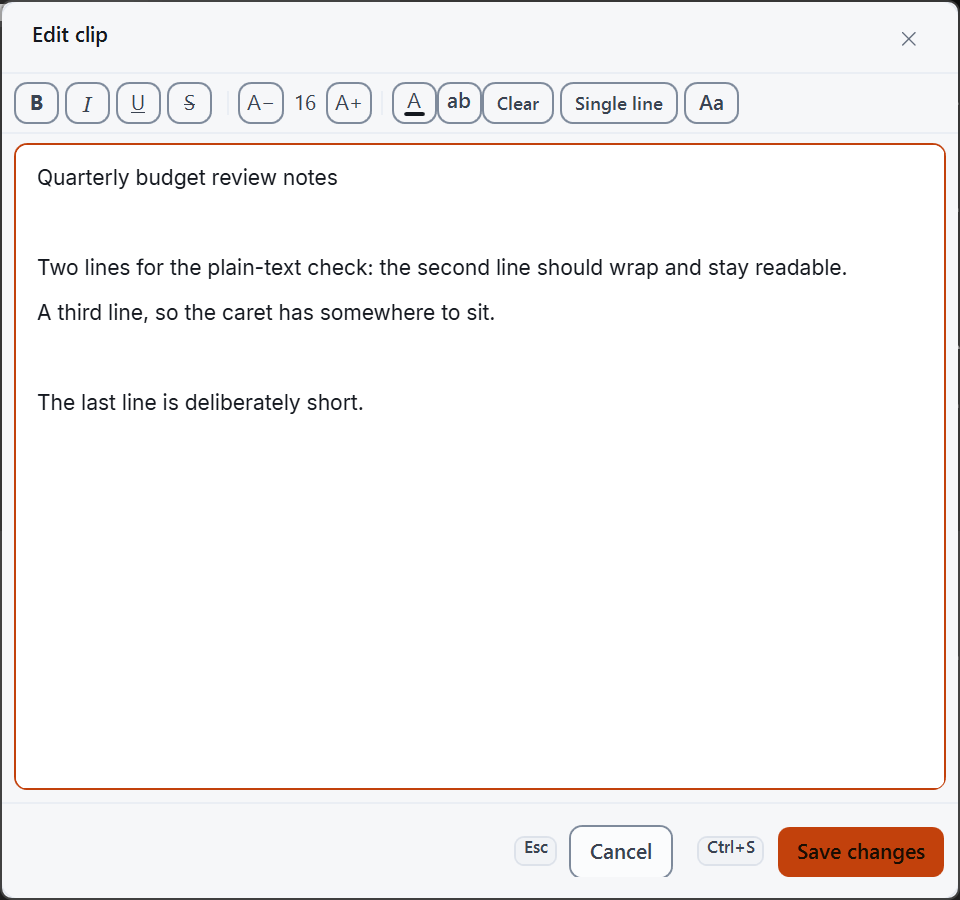 Edit clip
B I U S A− 16 A+ A ab Clear Single line Aa
Quarterly budget review notes
Two lines for the plain-text check: the second line should wrap and stay readable.
A third line, so the caret has somewhere to sit.
The last line is deliberately short.
Esc Cancel Ctrl+S Save changes